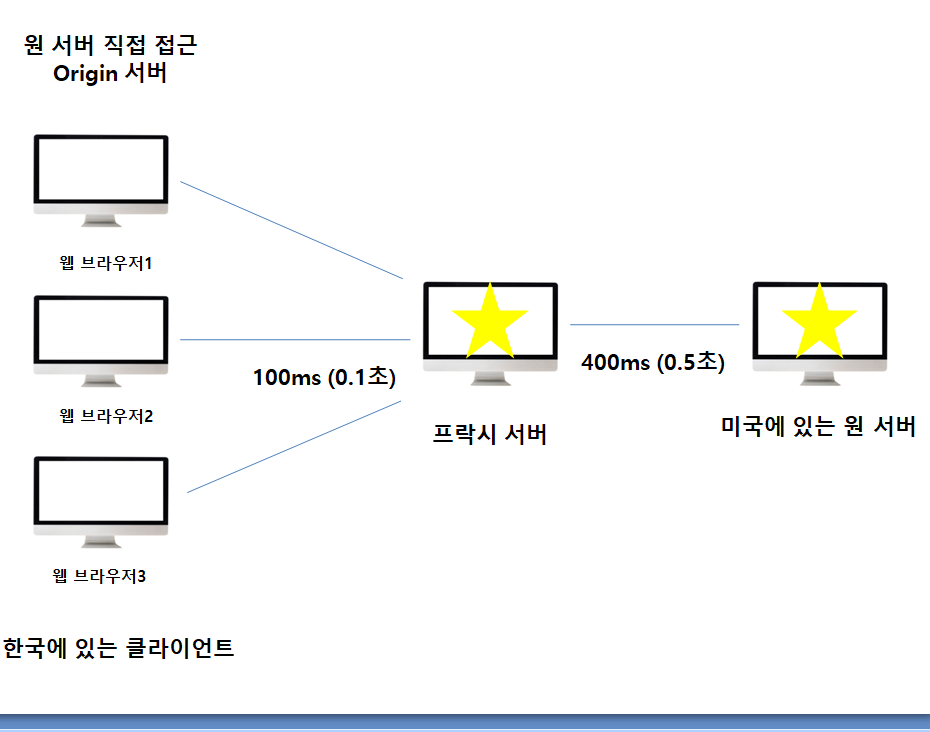 원 서버 직접 접근
Origin 서버
웹 브라우저1
웹 브라우저2
100ms (0.1초)
400ms (0.5초)
프락시 서버
미국에 있는 원 서버
웹 브라우저3
한국에 있는 클라이언트